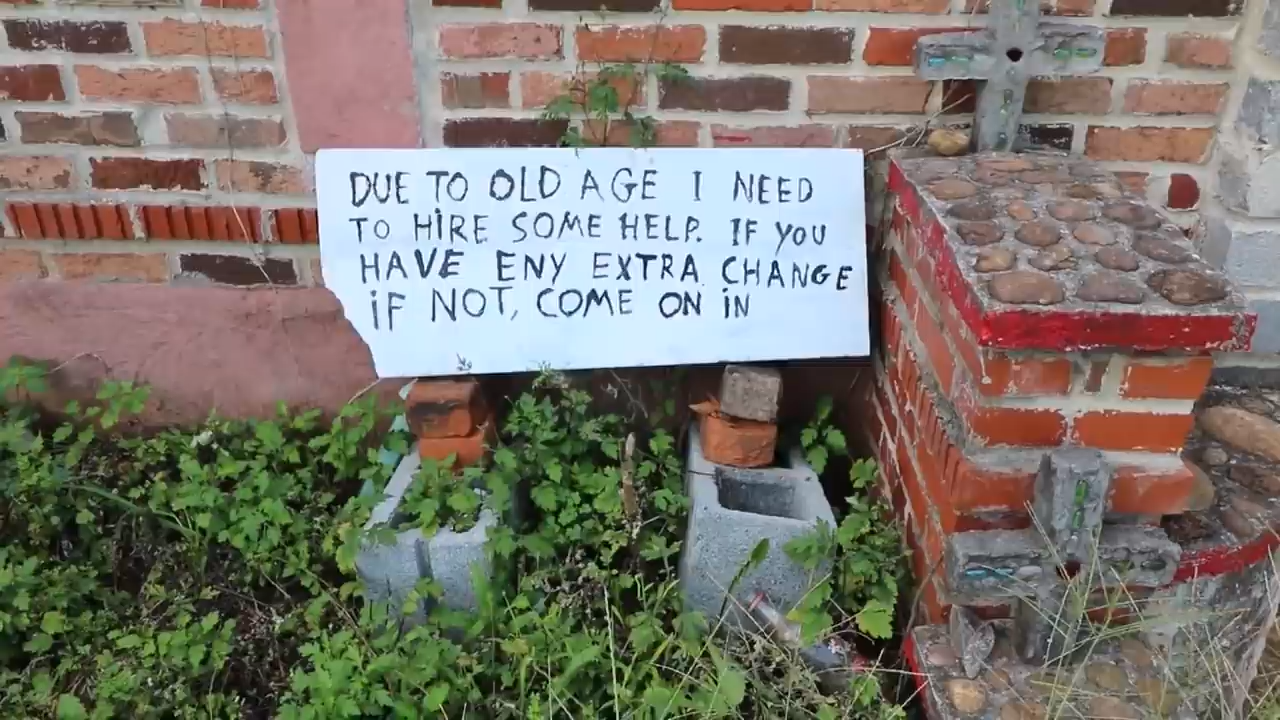 DUE TO OLD AGE I NEED
TO HIRE SOME HELP. IF YOU
HAVE ENY EXTRA CHANGE
IF NOT, COME ON IN